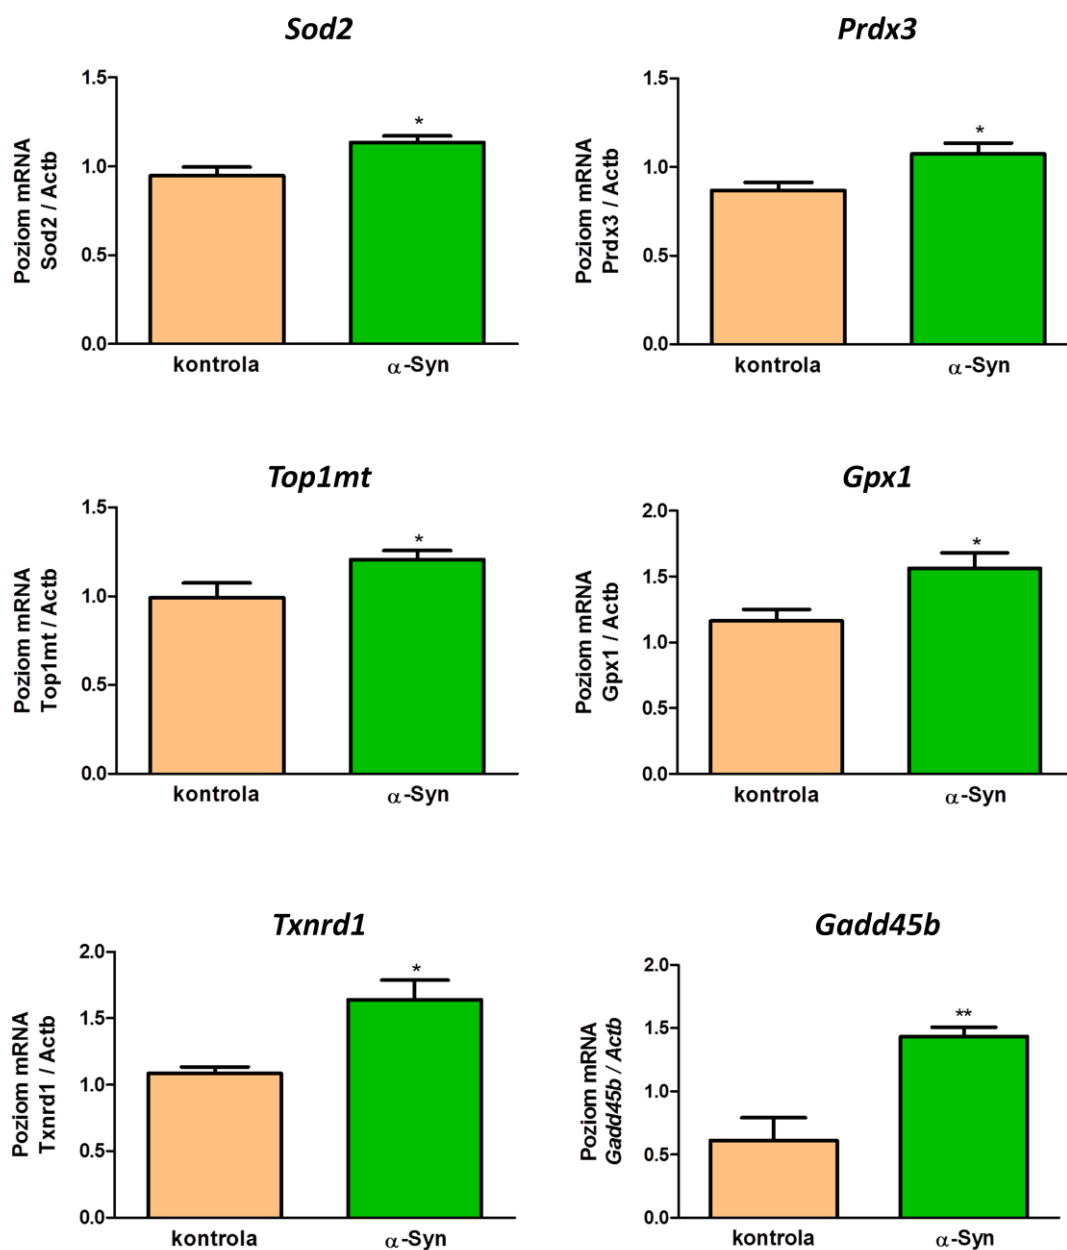 Sod2
Poziom mRNA
Sod2 / Actb
1.5
1.0
0.5
0.0
*
kontrola
α-Syn
Prdx3
Poziom mRNA
Prdx3 / Actb
1.5
1.0
0.5
0.0
*
kontrola
α-Syn
Top1mt
Poziom mRNA
Top1mt / Actb
1.5
1.0
0.5
0.0
*
kontrola
α-Syn
Gpx1
Poziom mRNA
Gpx1 / Actb
2.0
1.5
1.0
0.5
0.0
*
kontrola
α-Syn
Txnrd1
Poziom mRNA
Txnrd1 / Actb
2.0
1.5
1.0
0.5
0.0
*
kontrola
α-Syn
Gadd45b
Poziom mRNA
Gadd45b / Actb
2.0
1.5
1.0
0.5
0.0
**
kontrola
α-Syn